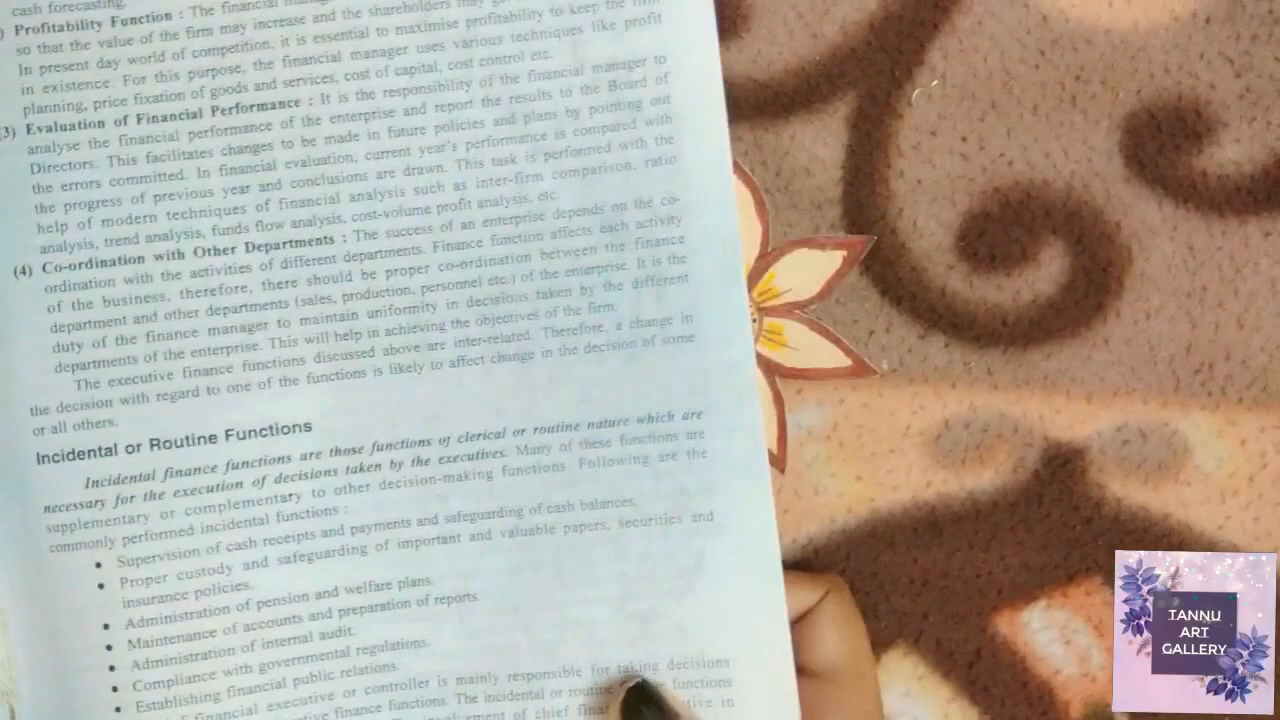 cash forecasting.
) Profitability Function : The financial
so that the value of the firm may increase and the shareholders may
In present day world of competition, it is essential to maximise profitability to keep the firm
in existence. For this purpose, the financial manager uses various techniques like profit
planning, price fixation of goods and services, cost of capital, cost control etc.
(3) Evaluation of Financial Performance : It is the responsibility of the financial manager to
analyse the financial performance of the enterprise and report the results to the Board of
Directors. This facilitates changes to be made in future policies and plans by pointing out
the errors committed. In financial evaluation, current year's performance is compared with
the progress of previous year and conclusions are drawn. This task is performed with the
help of modern techniques of financial analysis such as inter-firm comparison, ratio
analysis, trend analysis, funds flow analysis, cost-volume profit analysis, etc.
(4) Co-ordination with Other Departments : The success of an enterprise depends on the co-
ordination with the activities of different departments. Finance function affects each activity
of the business, therefore, there should be proper co-ordination between the finance
department and other departments (sales, production, personnel etc.) of the enterprise. It is the
duty of the finance manager to maintain uniformity in decisions taken by the different
departments of the enterprise. This will help in achieving the objectives of the firm.
The executive finance functions discussed above are inter-related. Therefore, a change in
the decision with regard to one of the functions is likely to affect change in the decision of some
or all others.
Incidental or Routine Functions
Incidental finance functions are those functions of clerical or routine nature which are
necessary for the execution of decisions taken by the executives. Many of these functions are
supplementary or complementary to other decision-making functions. Following are the
commonly performed incidental functions :
• Supervision of cash receipts and payments and safeguarding of cash balances.
• Proper custody and safeguarding of important and valuable papers, securities and
insurance policies.
• Administration of pension and welfare plans.
• Maintenance of accounts and preparation of reports.
• Administration of internal audit.
• Compliance with governmental regulations.
• Establishing financial public relations.
financial executive or controller is mainly responsible for taking decisions
finance functions. The incidental or routine functions
of chief in
TANNU
ART
GALLERY